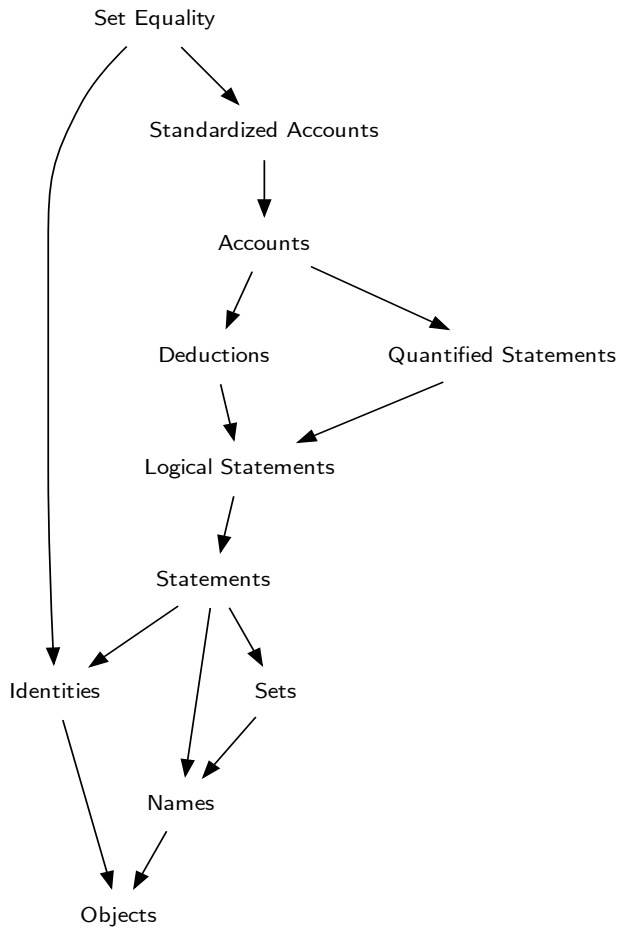 Set Equality
Standardized Accounts
Accounts
Deductions
Quantified Statements
Logical Statements
Statements
Identities
Sets
Names
Objects